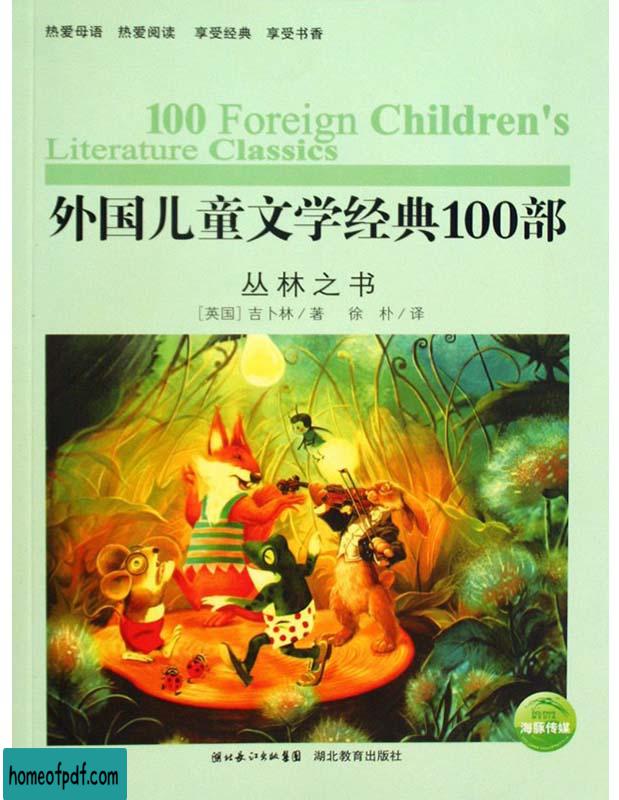 热爱母语 热爱阅读 享受经典 享受书香
100 Foreign Children's
Literature Classics
外国儿童文学经典100部
丛林之书
[英国]吉卜林/著 徐 朴/译
海豚传媒
湖北长江出版集团 湖北教育出版社
homeofpdf.com